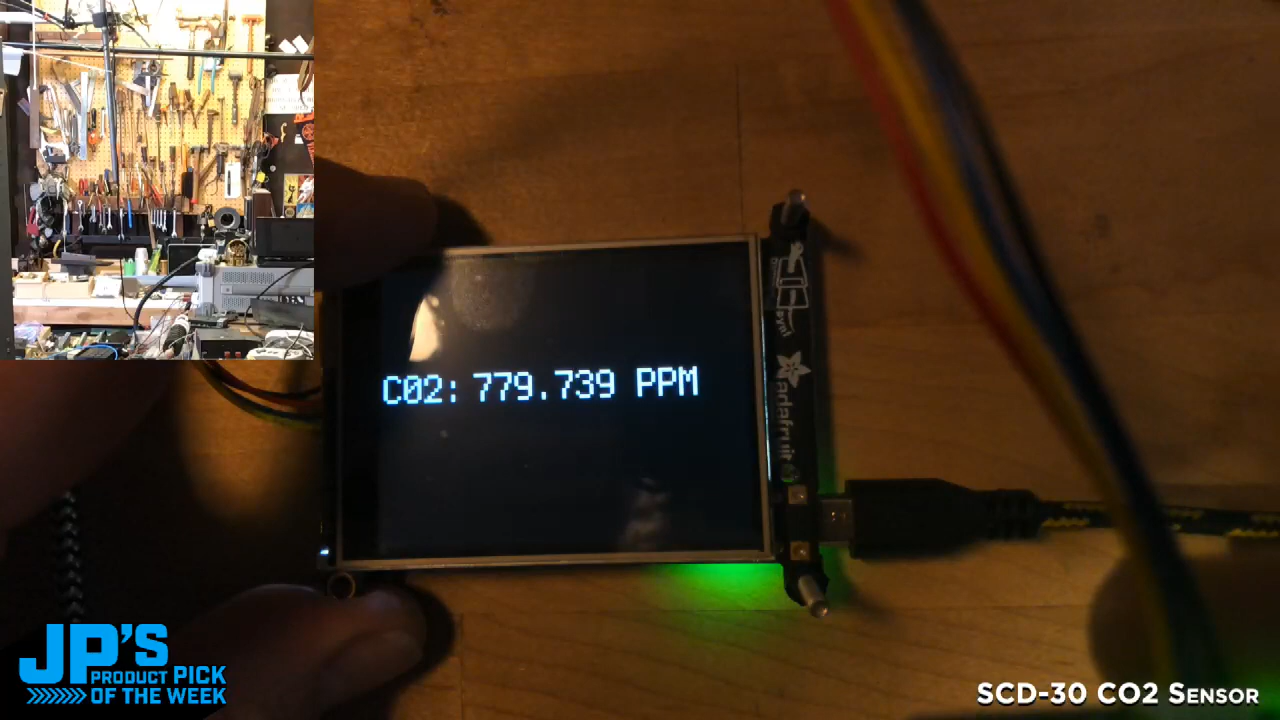 C02: 779.739 PPM
adafruit
JP'S
PRODUCT PICK
OF THE WEEK
SCD-30 CO2 SENSOR